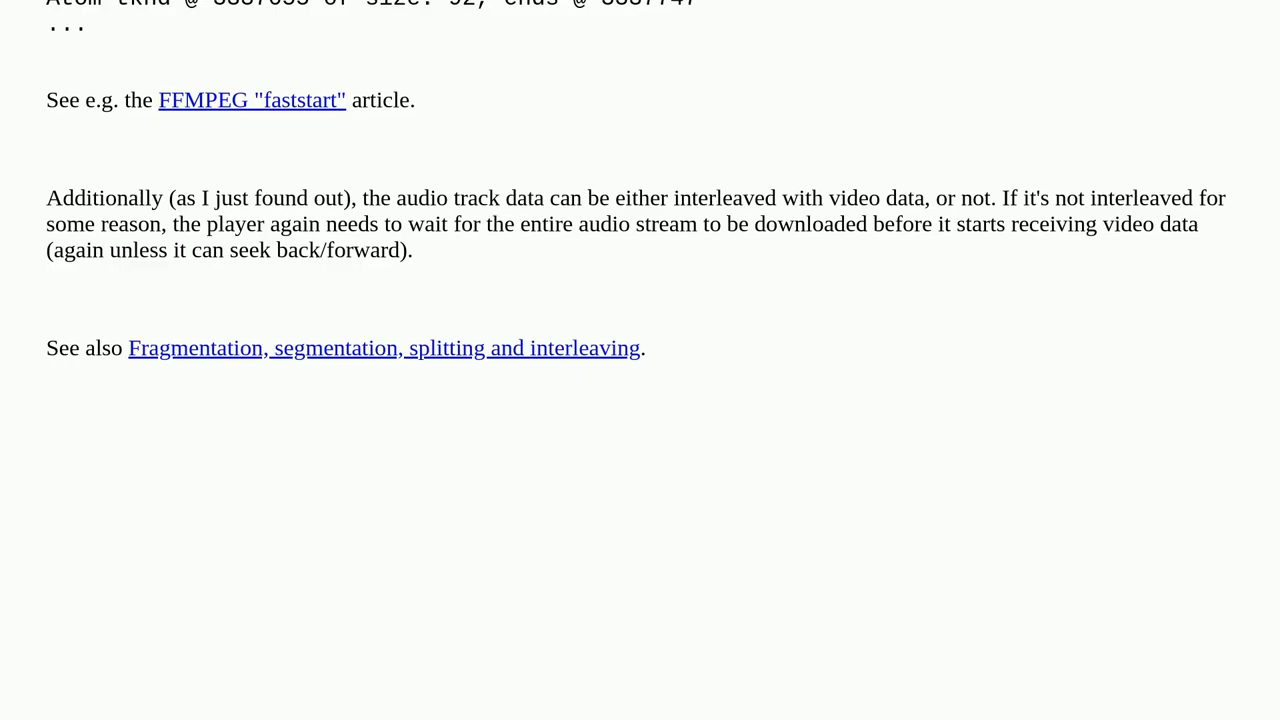 ...
See e.g. the FFMPEG "faststart" article.
Additionally (as I just found out), the audio track data can be either interleaved with video data, or not. If it's not interleaved for
some reason, the player again needs to wait for the entire audio stream to be downloaded before it starts receiving video data
(again unless it can seek back/forward).
See also Fragmentation, segmentation, splitting and interleaving.